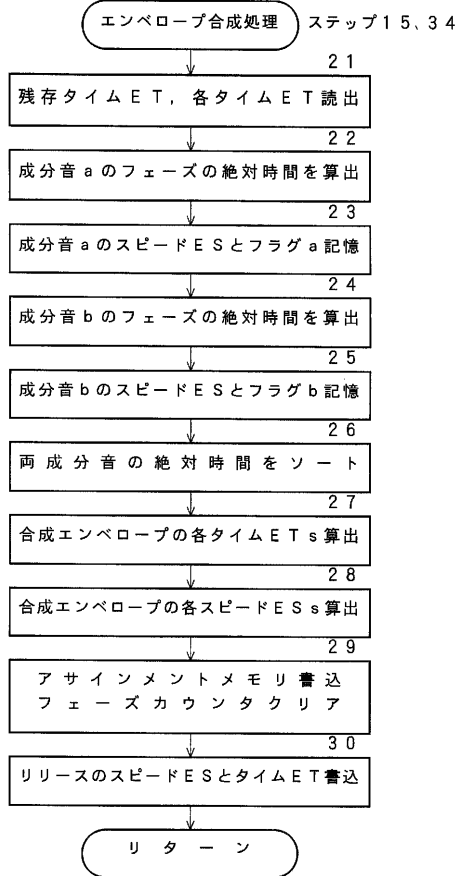 エンベロープ合成処理 ステップ15、34
21
残存タイムET，各タイムET読出
22
成分音aのフェーズの絶対時間を算出
23
成分音aのスピードESとフラグa記憶
24
成分音bのフェーズの絶対時間を算出
25
成分音bのスピードESとフラグb記憶
26
両成分音の絶対時間をソート
27
合成エンベロープの各タイムETs算出
28
合成エンベロープの各スピードESs算出
29
アサインメントメモリ書込
フェーズカウンタクリア
30
リリースのスピードESとタイムET書込
リターン